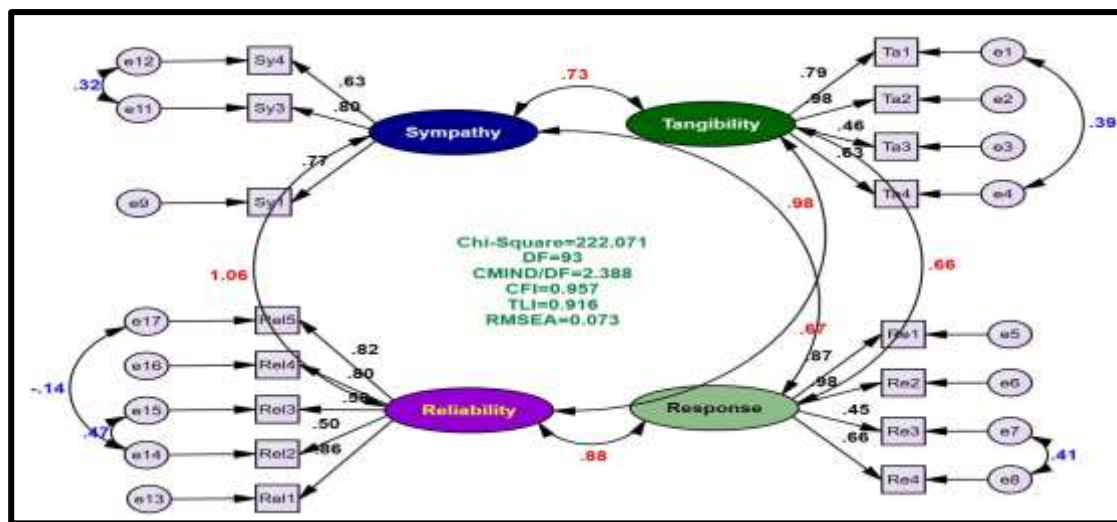 e12
Sy4
.63
.32
e11
Sy3
.80
Sympathy
.73
Tangibility
.79
Ta1
e1
.98
Ta2
e2
.39
.46
Ta3
e3
.63
Ta4
e4
.77
e9
Sy1
.98
Chi-Square=222.071
DF=93
CMIND/DF=2.388
CFI=0.957
TLI=0.916
RMSEA=0.073
1.06
.66
.67
e17
Rel5
.82
e16
Rel4
.80
-.14
e15
Rel3
.50
.47
e14
Rel2
.86
e13
Rel1
Reliability
.88
Response
.87
Re1
e5
.98
Re2
e6
.45
Re3
e7
.66
.41
Re4
e8